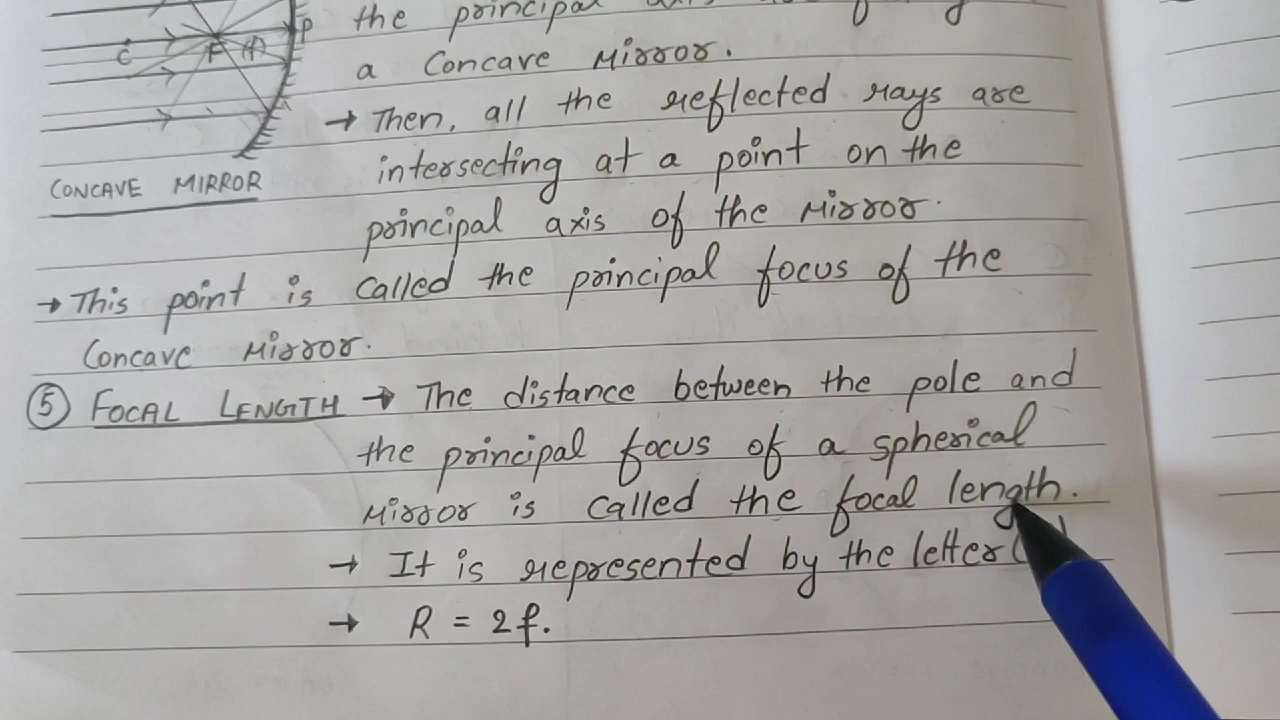 the principal
P
C
F
(f)
a Concave Mirror.
→ Then, all the reflected rays are
intersecting at a point on the
CONCAVE MIRROR
principal axis of the Mirror.
→ This point is called the principal focus of the
Concave Mirror.
⑤ FOCAL LENGTH → The distance between the pole and
the principal focus of a spherical
Mirror is called the focal length.
→ It is represented by the letter (
→ R = 2f.